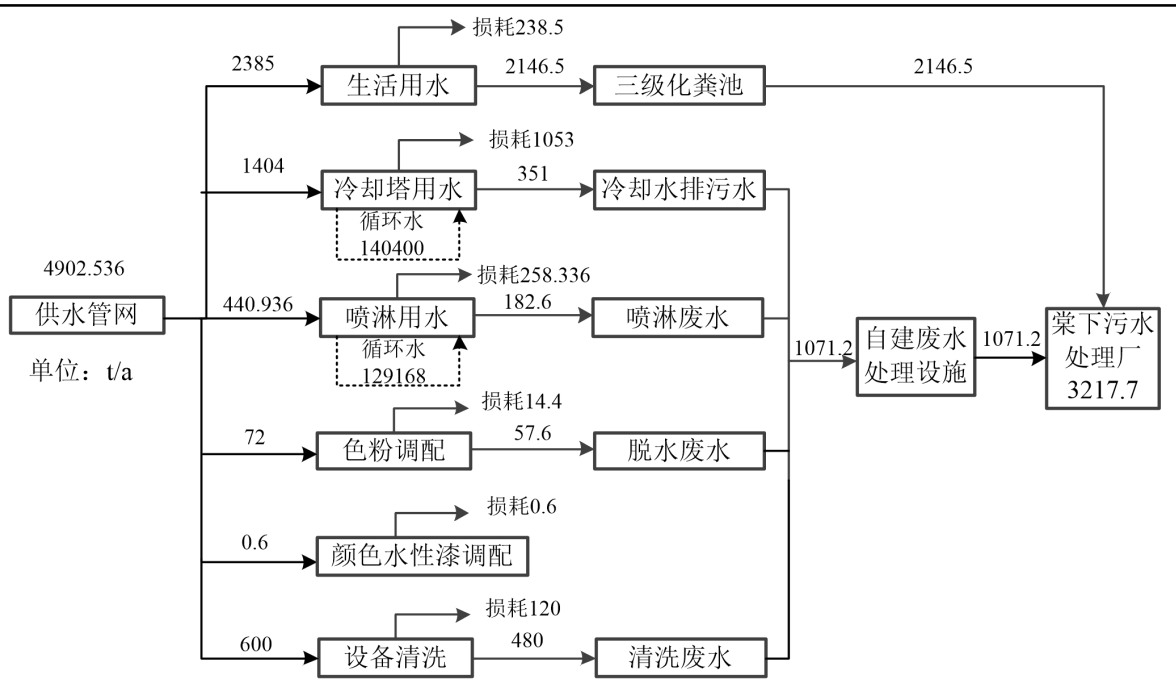 损耗238.5
2385
生活用水
2146.5
三级化粪池
2146.5
损耗1053
1404
冷却塔用水
351
冷却水排污水
循环水
140400
4902.536
供水管网
单位：t/a
损耗258.336
440.936
喷淋用水
182.6
喷淋废水
循环水
129168
1071.2
自建废水
处理设施
1071.2
棠下污水
处理厂
3217.7
损耗14.4
72
色粉调配
57.6
脱水废水
损耗0.6
0.6
颜色水性漆调配
损耗120
600
设备清洗
480
清洗废水